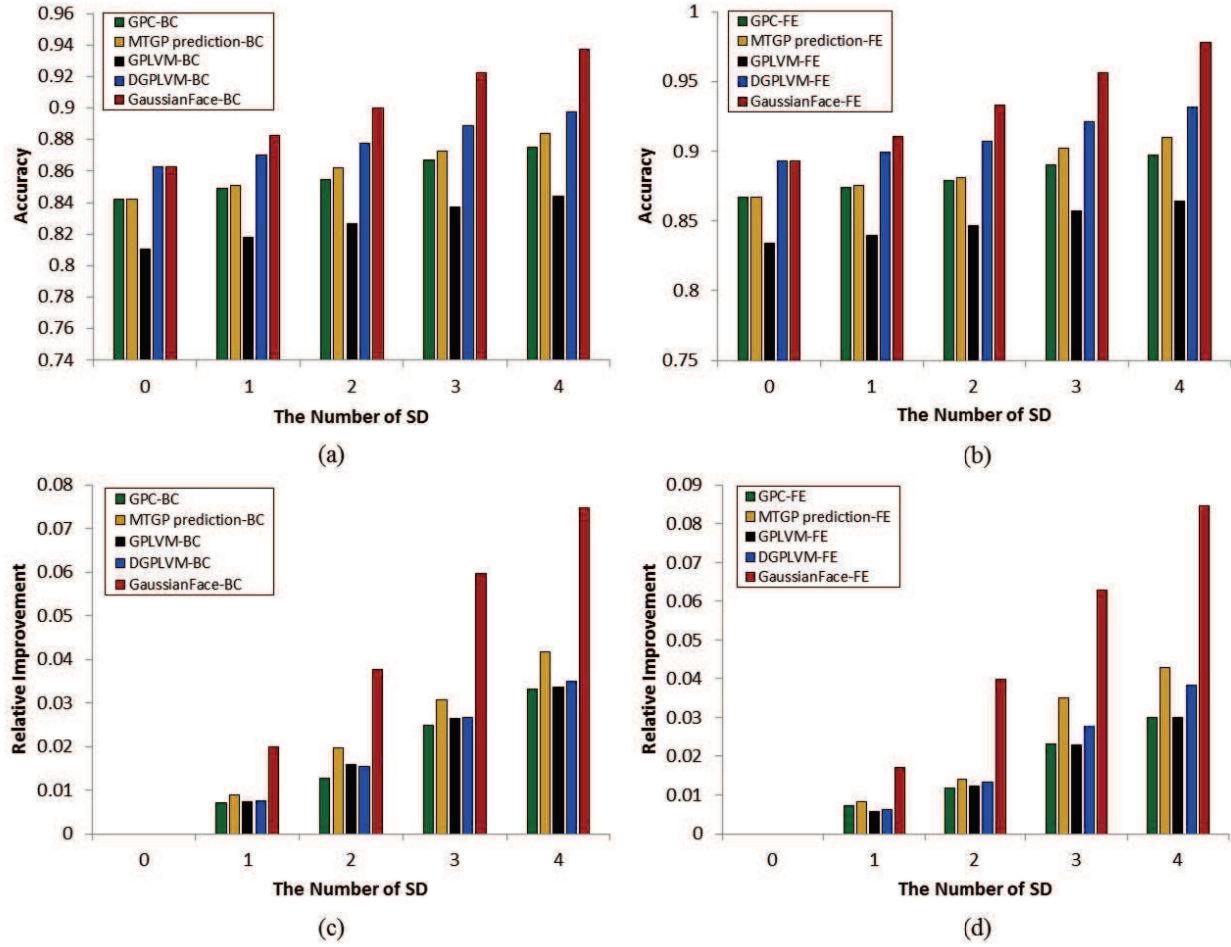 0.96
0.94
0.92
0.9
0.88
0.86
0.84
0.82
0.8
0.78
0.76
0.74
Accuracy
GPC-BC
MTGP prediction-BC
GPLVM-BC
DGPLVM-BC
GaussianFace-BC
0 1 2 3 4
The Number of SD
(a)
1
0.95
0.9
0.85
0.8
0.75
Accuracy
GPC-FE
MTGP prediction-FE
GPLVM-FE
DGPLVM-FE
GaussianFace-FE
0 1 2 3 4
The Number of SD
(b)
0.08
0.07
0.06
0.05
0.04
0.03
0.02
0.01
0
Relative Improvement
GPC-BC
MTGP prediction-BC
GPLVM-BC
DGPLVM-BC
GaussianFace-BC
0 1 2 3 4
The Number of SD
(c)
0.09
0.08
0.07
0.06
0.05
0.04
0.03
0.02
0.01
0
Relative Improvement
GPC-FE
MTGP prediction-FE
GPLVM-FE
DGPLVM-FE
GaussianFace-FE
0 1 2 3 4
The Number of SD
(d)